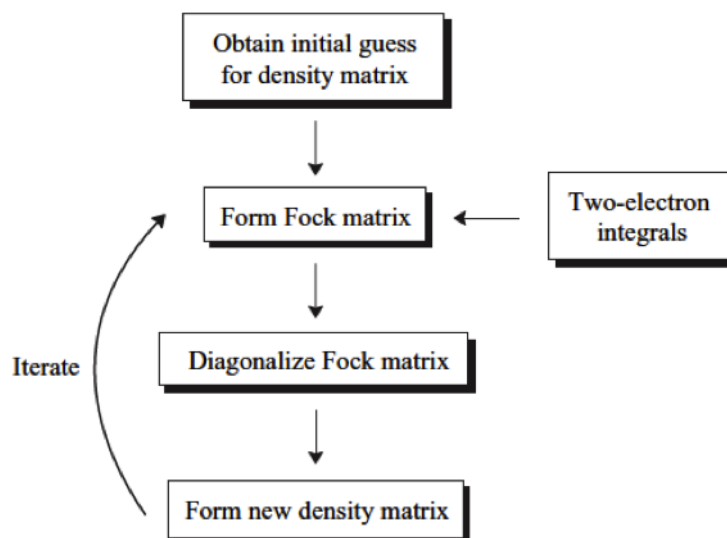 Obtain initial guess
for density matrix
Form Fock matrix
Two-electron
integrals
Diagonalize Fock matrix
Iterate
Form new density matrix